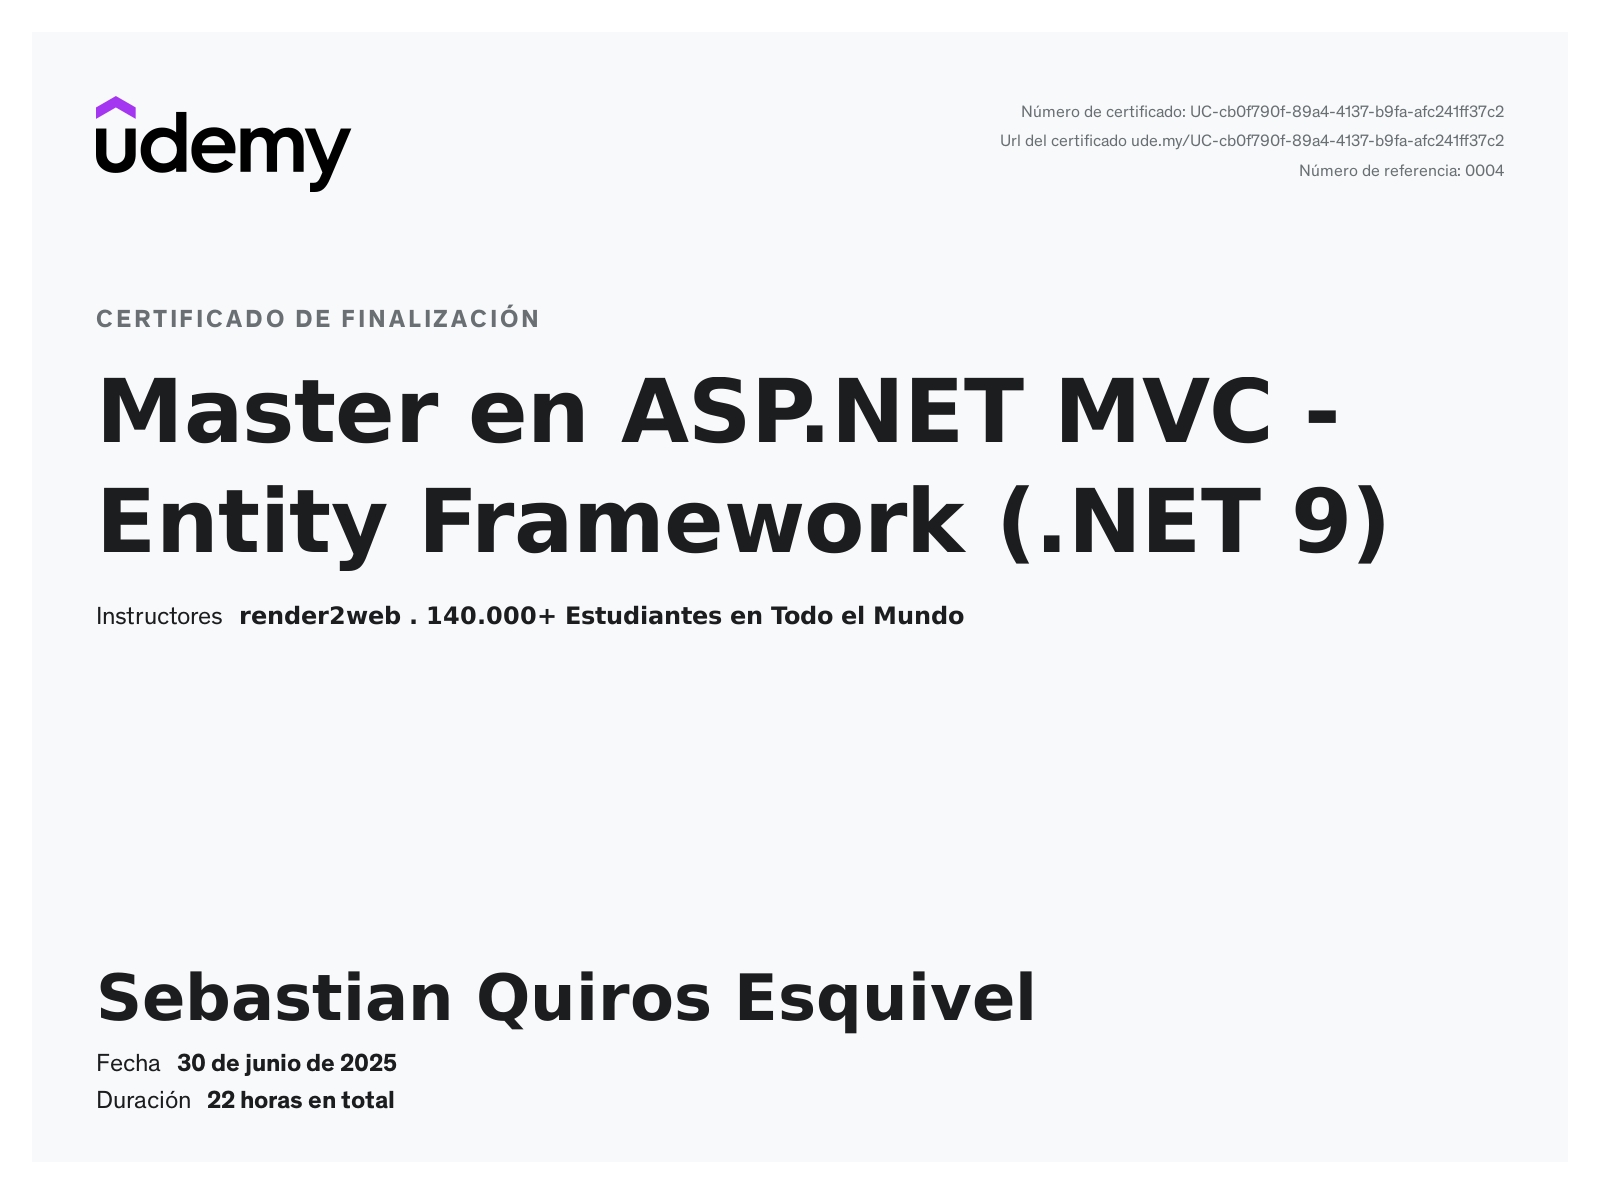 udemy
Número de certificado: UC-cb0f790f-89a4-4137-b9fa-afc241ff37c2
Url del certificado ude.my/UC-cb0f790f-89a4-4137-b9fa-afc241ff37c2
Número de referencia: 0004
CERTIFICADO DE FINALIZACIÓN
Master en ASP.NET MVC -
Entity Framework (.NET 9)
Instructores render2web . 140.000+ Estudiantes en Todo el Mundo
Sebastian Quiros Esquivel
Fecha 30 de junio de 2025
Duración 22 horas en total